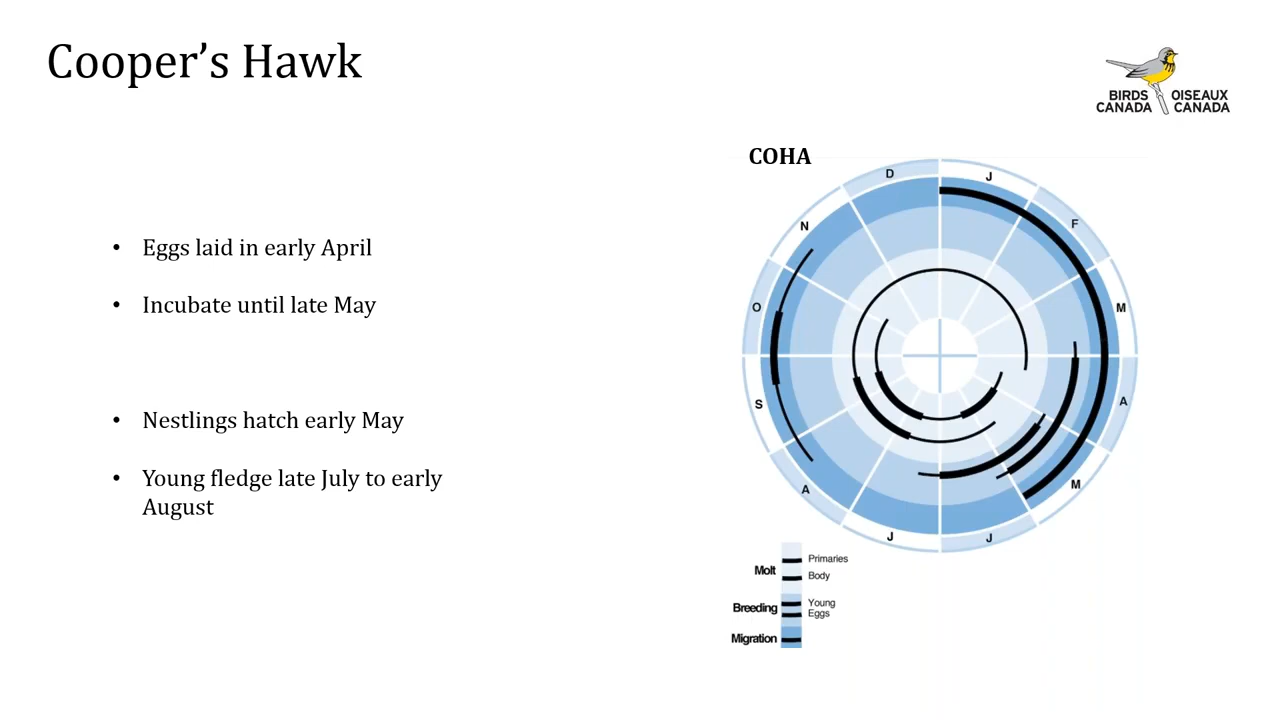 Cooper’s Hawk
BIRDS OISEAUX
CANADA CANADA
• Eggs laid in early April
• Incubate until late May
• Nestlings hatch early May
• Young fledge late July to early
August
COHA
J
F
M
A
M
J
J
A
S
O
N
D
Molt
Primaries
Body
Breeding
Young
Eggs
Migration